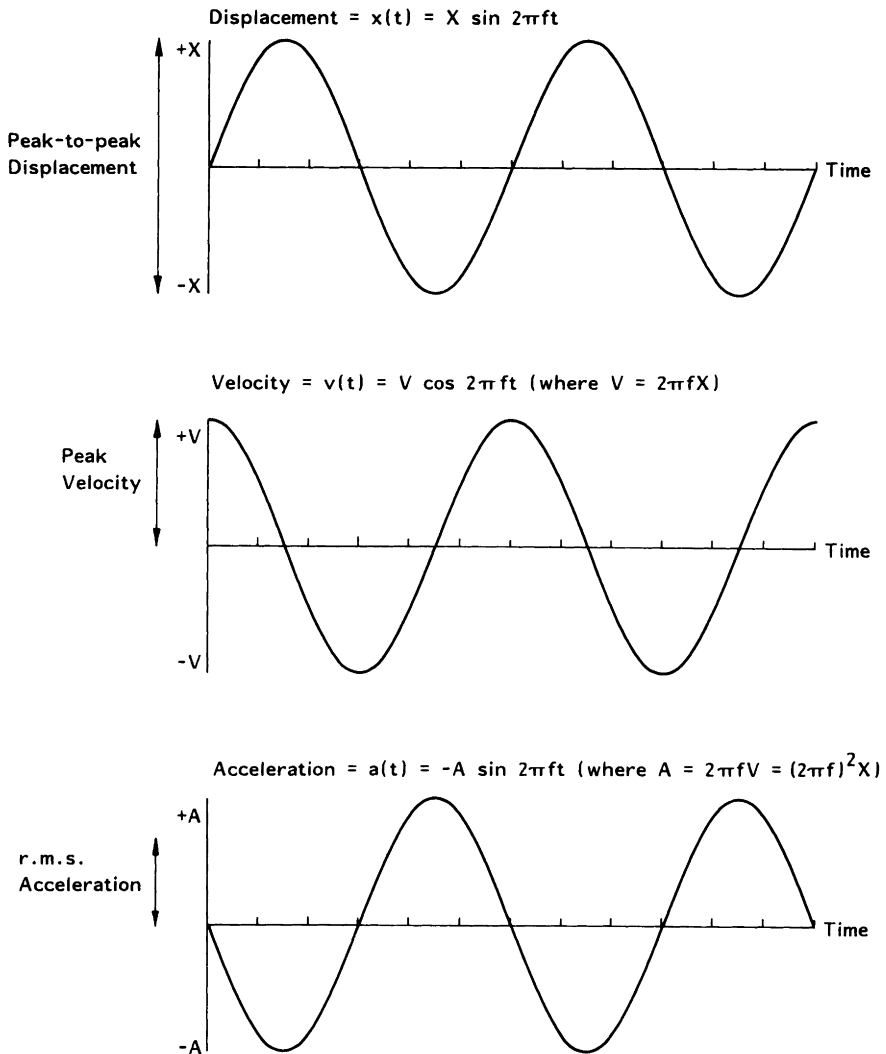 Displacement = x(t) = X sin 2πft
+X
Peak-to-peak
Displacement
Time
-X
Velocity = v(t) = V cos 2πft (where V = 2πfX)
+V
Peak
Velocity
Time
-V
Acceleration = a(t) = -A sin 2πft (where A = 2πfV = (2πf)²X)
+A
r.m.s.
Acceleration
Time
-A